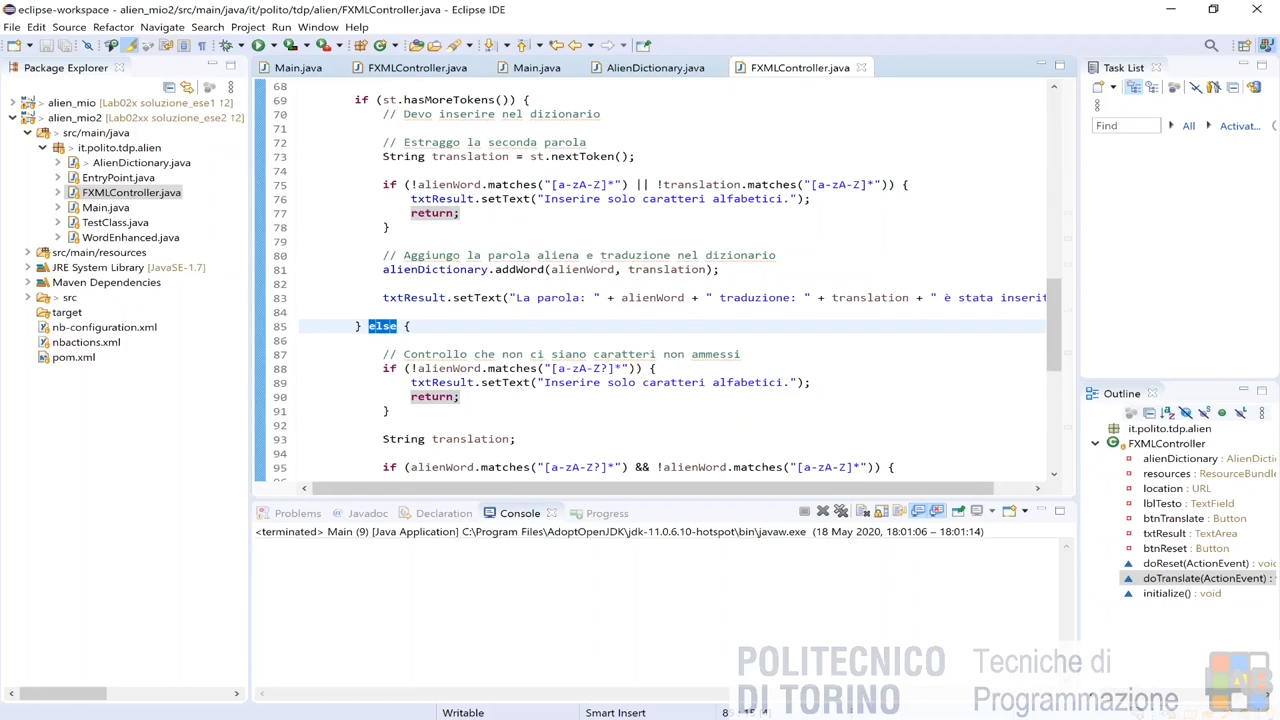 eclipse-workspace - alien_mio2/src/main/java/it/polito/tdp/alien/FXMLController.java - Eclipse IDE
File Edit Source Refactor Navigate Search Project Run Window Help
Package Explorer
Main.java FXMLController.java Main.java AlienDictionary.java FXMLController.java
Task List
alien_mio [Lab02x soluzione_ese1 ↑2]
alien_mio2 [Lab02xx soluzione_ese2 ↑2]
src/main/java
it.polito.tdp.alien
AlienDictionary.java
EntryPoint.java
FXMLController.java
Main.java
TestClass.java
WordEnhanced.java
src/main/resources
JRE System Library [JavaSE-1.7]
Maven Dependencies
src
target
nb-configuration.xml
nbactions.xml
pom.xml
68
69 if (st.hasMoreTokens()) {
70 // Devo inserire nel dizionario
71
72 // Estraggo la seconda parola
73 String translation = st.nextToken();
74
75 if (!alienWord.matches("[a-zA-Z]*") || !translation.matches("[a-zA-Z]*")) {
76 txtResult.setText("Inserire solo caratteri alfabetici.");
77 return;
78 }
79
80 // Aggiungo la parola aliena e traduzione nel dizionario
81 alienDictionary.addWord(alienWord, translation);
82
83 txtResult.setText("La parola: " + alienWord + " traduzione: " + translation + " è stata inserit
84
85 } else {
86
87 // Controllo che non ci siano caratteri non ammessi
88 if (!alienWord.matches("[a-zA-Z?]*")) {
89 txtResult.setText("Inserire solo caratteri alfabetici.");
90 return;
91 }
92
93 String translation;
94
95 if (alienWord.matches("[a-zA-Z?]*") && !alienWord.matches("[a-zA-Z]*")) {
Find All Activat...
Outline
it.polito.tdp.alien
FXMLController
alienDictionary : AlienDicti
resources : ResourceBundle
location : URL
lblTesto : TextField
btnTranslate : Button
txtResult : TextArea
btnReset : Button
doReset(ActionEvent) : voi
doTranslate(ActionEvent) :
initialize() : void
Problems Javadoc Declaration Console Progress
<terminated> Main (9) [Java Application] C:\Program Files\AdoptOpenJDK\jdk-11.0.6.10-hotspot\bin\javaw.exe (18 May 2020, 18:01:06 – 18:01:14)
POLITECNICO
DI TORINO
Tecniche di
Programmazione
Writable Smart Insert